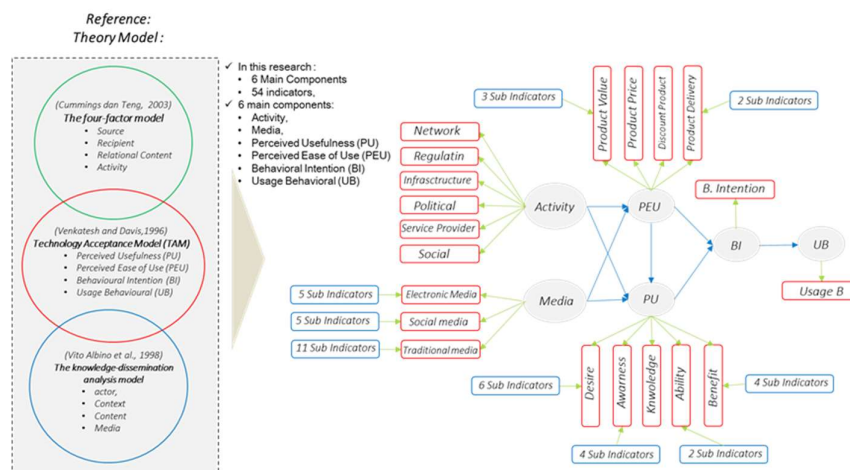 Reference:
Theory Model :
(Cummings dan Teng, 2003)
The four-factor model
• Source
• Recipient
• Relational Content
• Activity
(Venkatesh and Davis,1996)
Technology Acceptance Model (TAM)
• Perceived Usefulness (PU)
• Perceived Ease of Use (PEU)
• Behavioural Intention (BI)
• Usage Behavioural (UB)
(Vito Albino et al., 1998)
The knowledge-dissemination
analysis model
• actor,
• Context
• Content
• Media
✓ In this research :
• 6 Main Components
• 54 indicators,
✓ 6 main components:
• Activity,
• Media,
• Perceived Usefulness (PU)
• Perceived Ease of Use (PEU)
• Behavioral Intention (BI)
• Usage Behavioral (UB)
3 Sub Indicators
Product Value
Product Price
Discount Product
Product Delivery
2 Sub Indicators
Network
Regulatin
Infrasctructure
Political
Service Provider
Social
Activity
PEU
B. Intention
BI
UB
Usage B
Media
PU
5 Sub Indicators
Electronic Media
5 Sub Indicators
Social media
11 Sub Indicators
Traditional media
6 Sub Indicators
Desire
Awarness
Knwoledge
Ability
Benefit
4 Sub Indicators
4 Sub Indicators
2 Sub Indicators